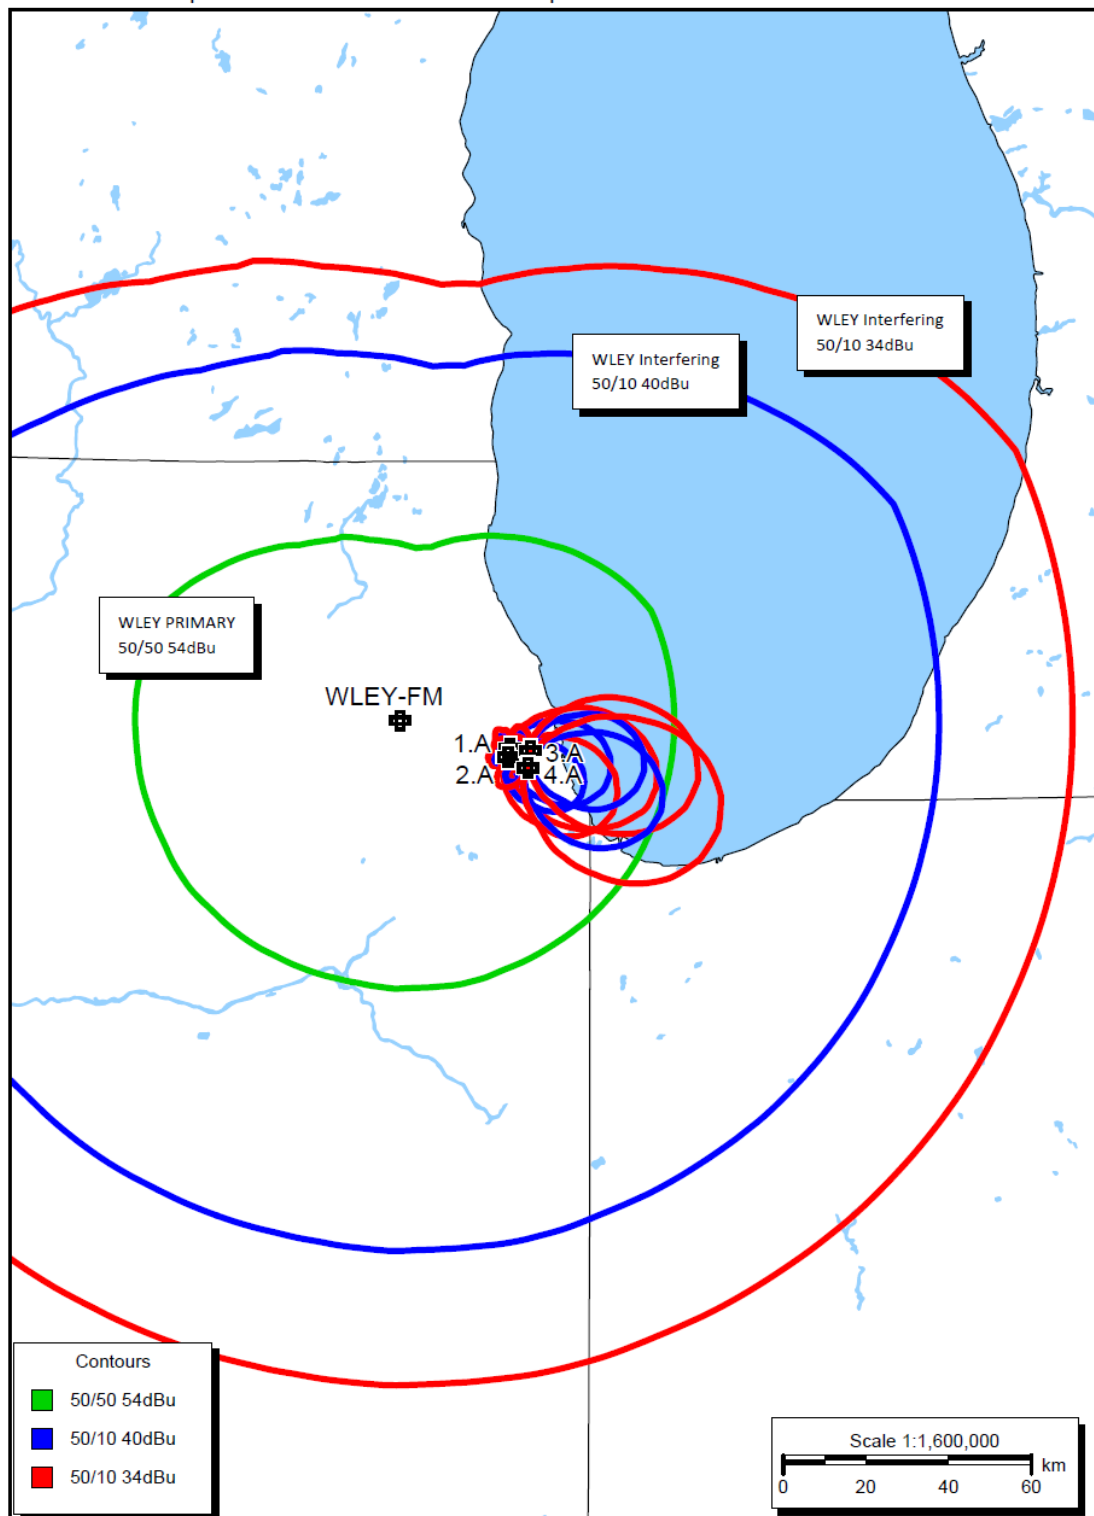 WLEY Interfering
50/10 34dBu
WLEY Interfering
50/10 40dBu
WLEY PRIMARY
50/50 54dBu
WLEY-FM
1.A
3.A
2.A
4.A
Contours
50/50 54dBu
50/10 40dBu
50/10 34dBu
Scale 1:1,600,000
km
0 20 40 60